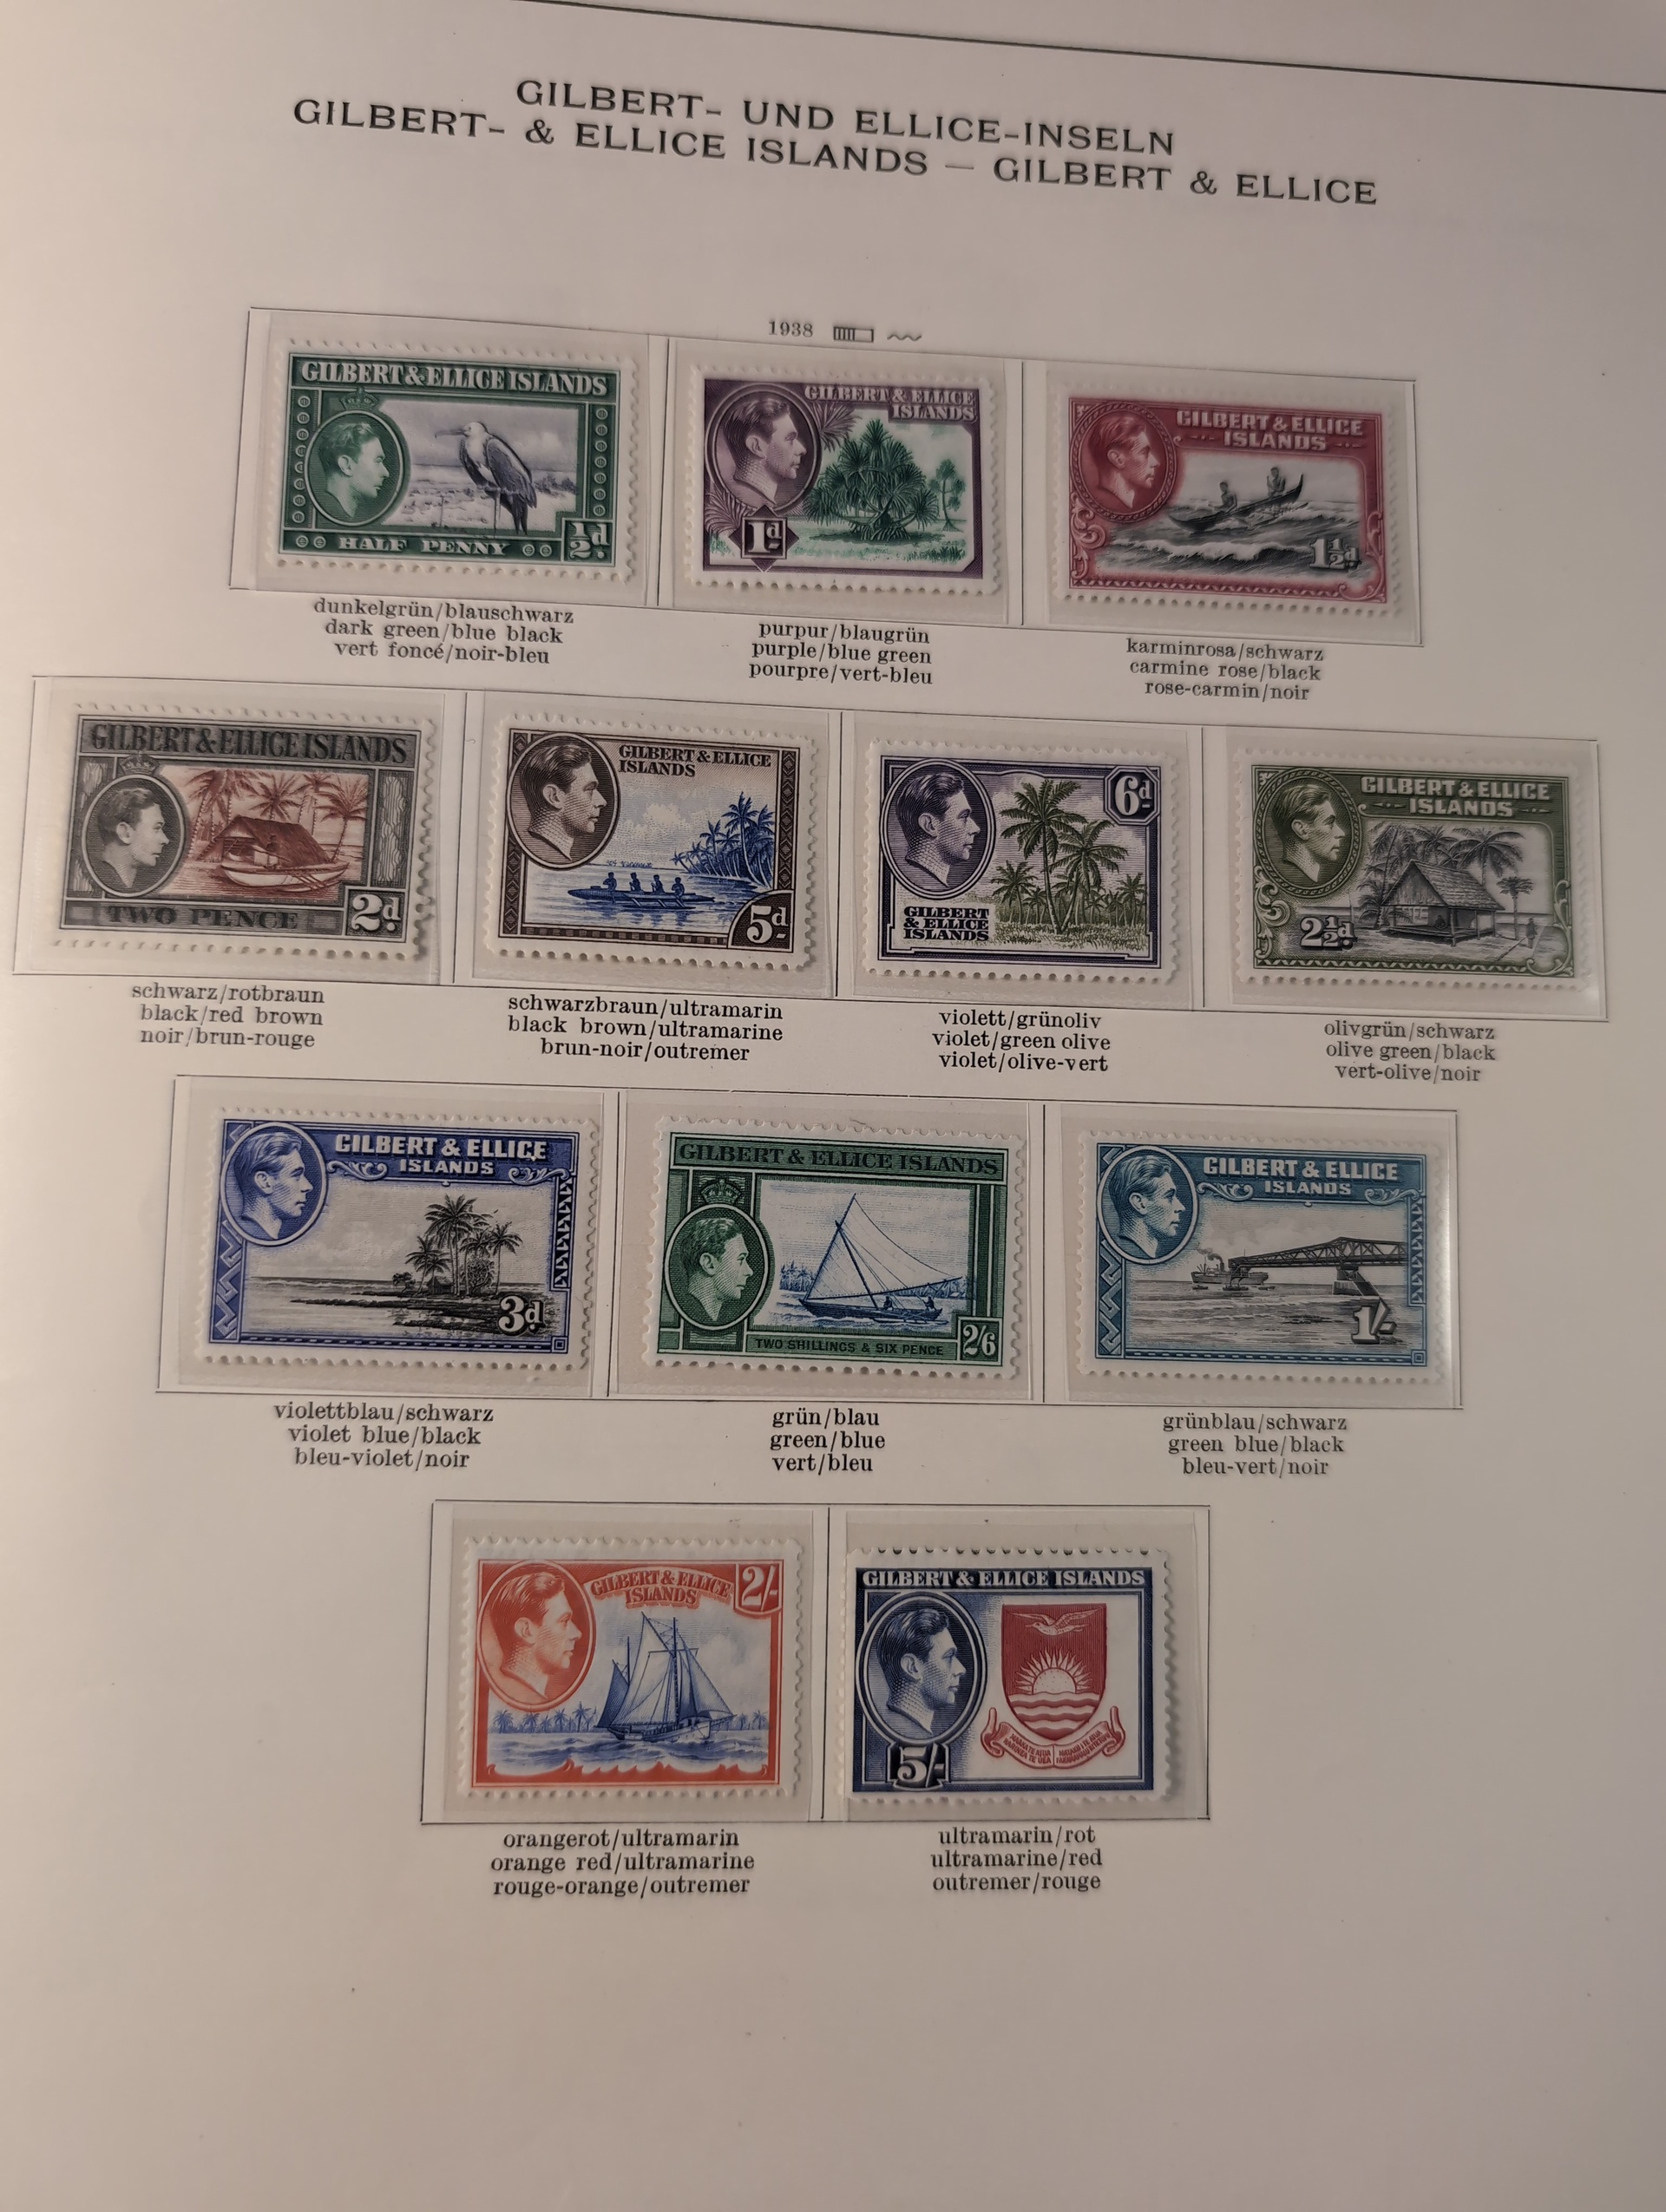 GILBERT- UND ELLICE-INSELN
GILBERT- & ELLICE ISLANDS — GILBERT & ELLICE
1938
GILBERT & ELLICE ISLANDS
HALF PENNY
½d.
GILBERT & ELLICE
ISLANDS
1d
GILBERT & ELLICE
ISLANDS
1½d
dunkelgrün/blauschwarz
dark green/blue black
vert foncé/noir-bleu
purpur/blaugrün
purple/blue green
pourpre/vert-bleu
karminrosa/schwarz
carmine rose/black
rose-carmin/noir
GILBERT & ELLICE ISLANDS
TWO PENCE
2d.
GILBERT & ELLICE
ISLANDS
5d
6d
GILBERT
& ELLICE
ISLANDS
GILBERT & ELLICE
ISLANDS
2½d
schwarz/rotbraun
black/red brown
noir/brun-rouge
schwarzbraun/ultramarin
black brown/ultramarine
brun-noir/outremer
violett/grünoliv
violet/green olive
violet/olive-vert
olivgrün/schwarz
olive green/black
vert-olive/noir
GILBERT & ELLICE
ISLANDS
3d
GILBERT & ELLICE ISLANDS
TWO SHILLINGS & SIX PENCE
2/6
GILBERT & ELLICE
ISLANDS
1/-
violettblau/schwarz
violet blue/black
bleu-violet/noir
grün/blau
green/blue
vert/bleu
grünblau/schwarz
green blue/black
bleu-vert/noir
GILBERT & ELLICE
ISLANDS
2/-
GILBERT & ELLICE ISLANDS
5/-
orangerot/ultramarin
orange red/ultramarine
rouge-orange/outremer
ultramarin/rot
ultramarine/red
outremer/rouge